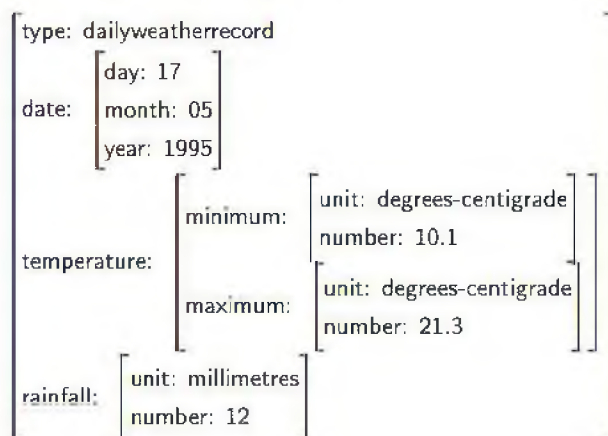 type: dailyweatherrecord
day: 17
date: month: 05
year: 1995
unit: degrees-centigrade
minimum:
number: 10.1
temperature:
unit: degrees-centigrade
maximum:
number: 21.3
unit: millimetres
rainfall:
number: 12